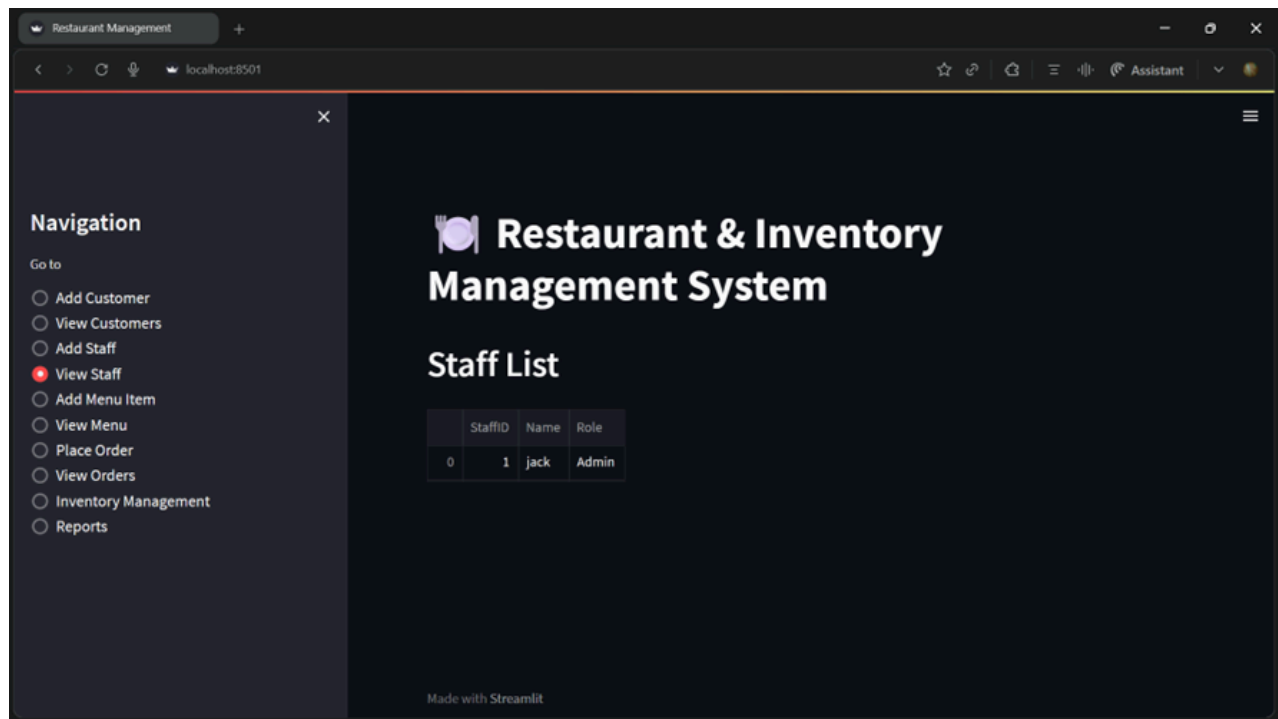 Restaurant Management
localhost:8501
Assistant
Navigation
Go to
Add Customer
View Customers
Add Staff
View Staff
Add Menu Item
View Menu
Place Order
View Orders
Inventory Management
Reports
Restaurant & Inventory
Management System
Staff List
StaffID Name Role
0 1 jack Admin
Made with Streamlit